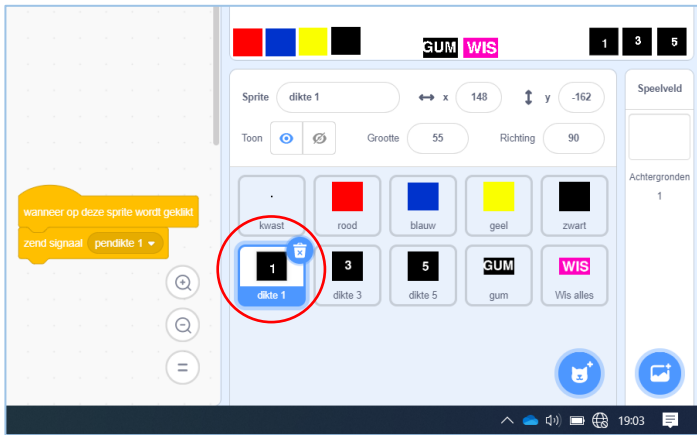 GUM WIS 1 3 5
Sprite dikte 1 x 148 y -162
Toon Grootte 55 Richting 90
Speelveld
Achtergronden
1
wanneer op deze sprite wordt geklikt
zend signaal pendikte 1
kwast rood blauw geel zwart
1 3 5 GUM WIS
dikte 1 dikte 3 dikte 5 gum Wis alles
19:03